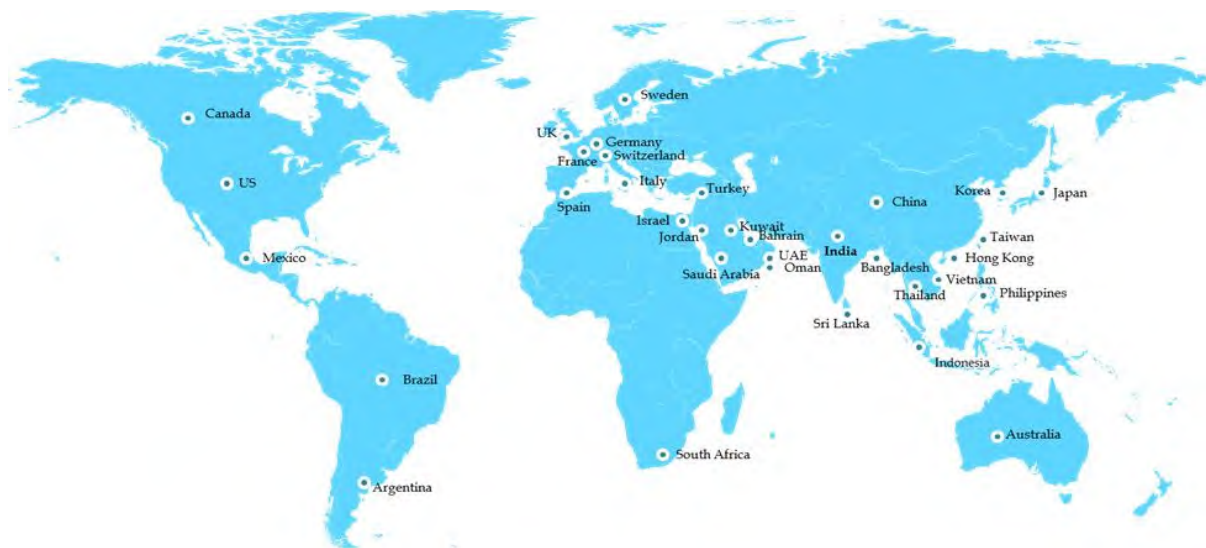 Sweden
Canada
UK
Germany
France
Switzerland
US
Italy
Turkey
Korea
Japan
Spain
China
Israel
Kuwait
Jordan
Bahrain
India
Taiwan
Mexico
UAE
Bangladesh
Hong Kong
Saudi Arabia
Oman
Vietnam
Thailand
Philippines
Sri Lanka
Indonesia
Brazil
Australia
South Africa
Argentina